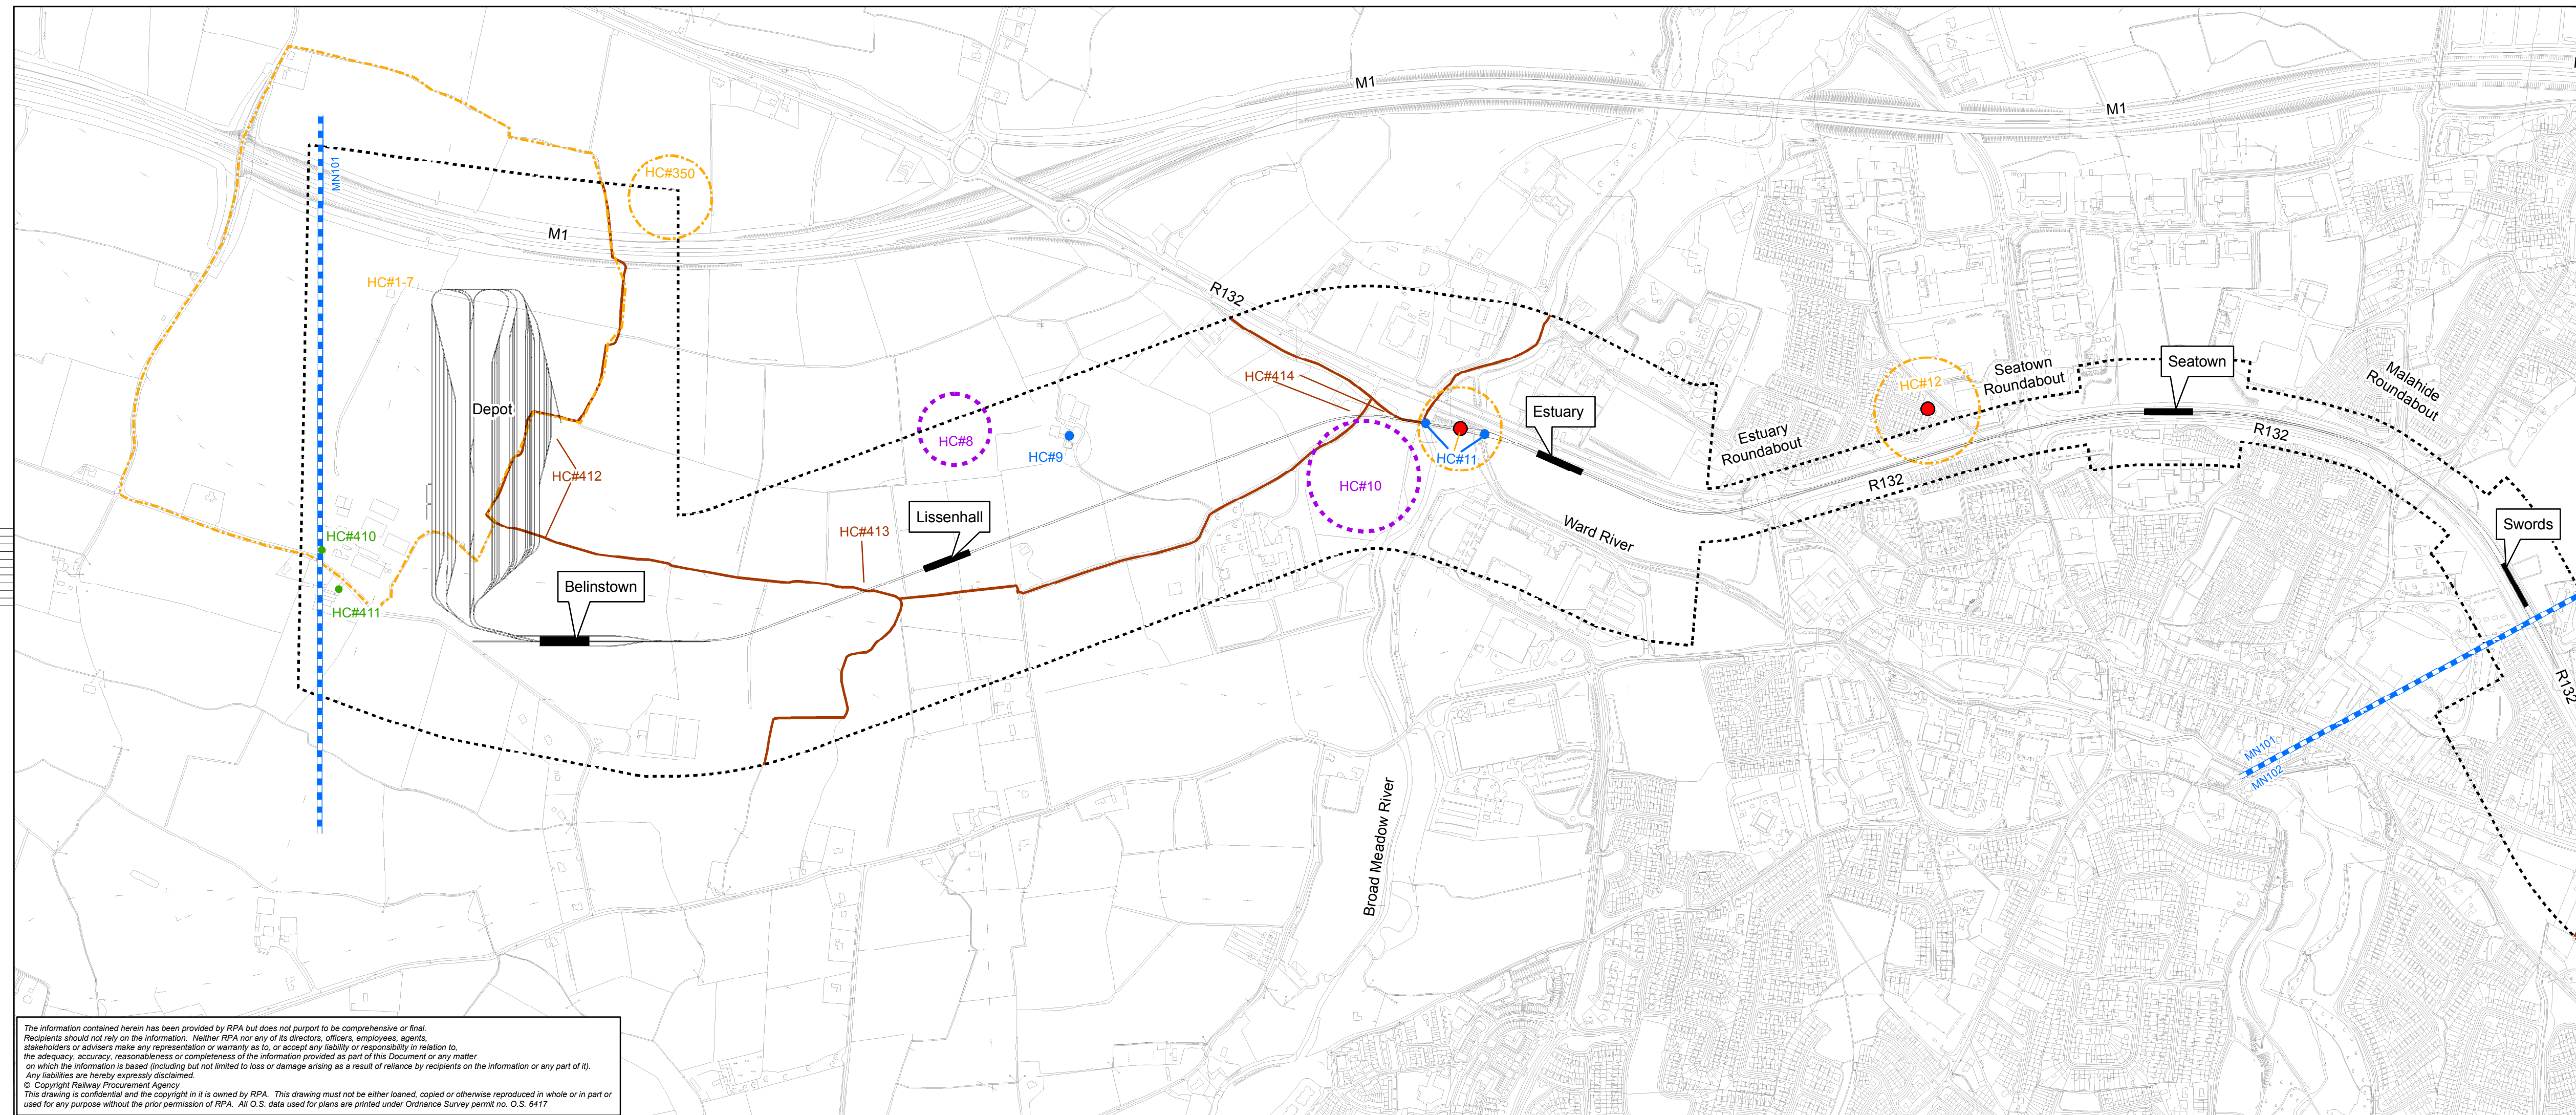 M1
M1
HC#350
MN101
M1
HC#1-7
R132
HC#414
HC#12
Seatown
Roundabout
Seatown
Malahide
Roundabout
Depot
Estuary
Estuary
Roundabout
R132
HC#8
HC#9
HC#11
HC#412
HC#10
R132
Lissenhall
HC#413
Ward River
Swords
HC#410
Belinstown
HC#411
R132
MN101
MN102
Broad Meadow River
The information contained herein has been provided by RPA but does not purport to be comprehensive or final.
Recipients should not rely on the information. Neither RPA nor any of its directors, officers, employees, agents,
stakeholders or advisers make any representation or warranty as to, or accept any liability or responsibility in relation to,
the adequacy, accuracy, reasonableness or completeness of the information provided as part of this Document or any matter
on which the information is based (including but not limited to loss or damage arising as a result of reliance by recipients on the information or any part of it).
Any liabilities are hereby expressly disclaimed.
© Copyright Railway Procurement Agency
This drawing is confidential and the copyright in it is owned by RPA. This drawing must not be either loaned, copied or otherwise reproduced in whole or in part or
used for any purpose without the prior permission of RPA. All O.S. data used for plans are printed under Ordnance Survey permit no. O.S. 6417